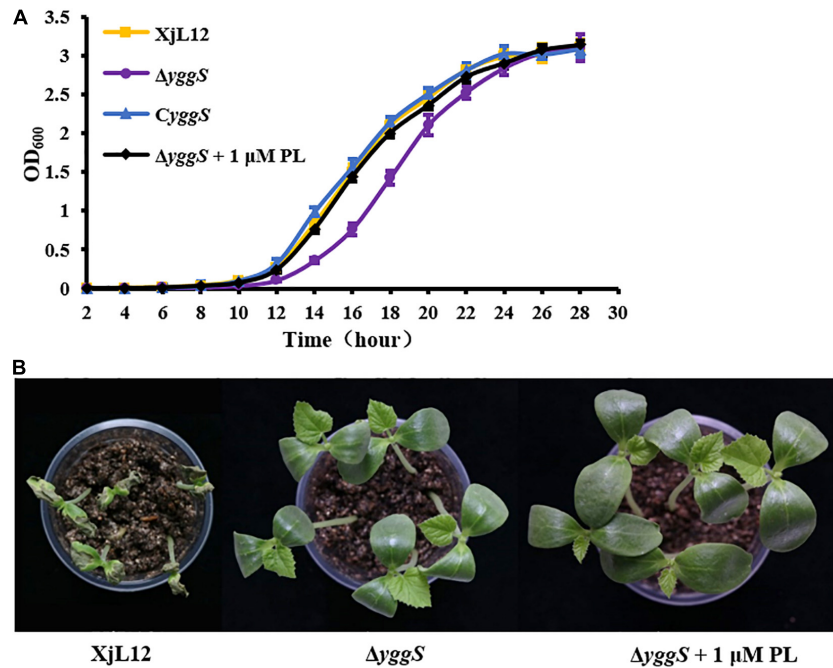 A
XjL12
ΔyggS
CyggS
ΔyggS + 1 μM PL
OD600
3.5
3
2.5
2
1.5
1
0.5
0
2 4 6 8 10 12 14 16 18 20 22 24 26 28 30
Time（hour）
B
XjL12 ΔyggS ΔyggS + 1 μM PL